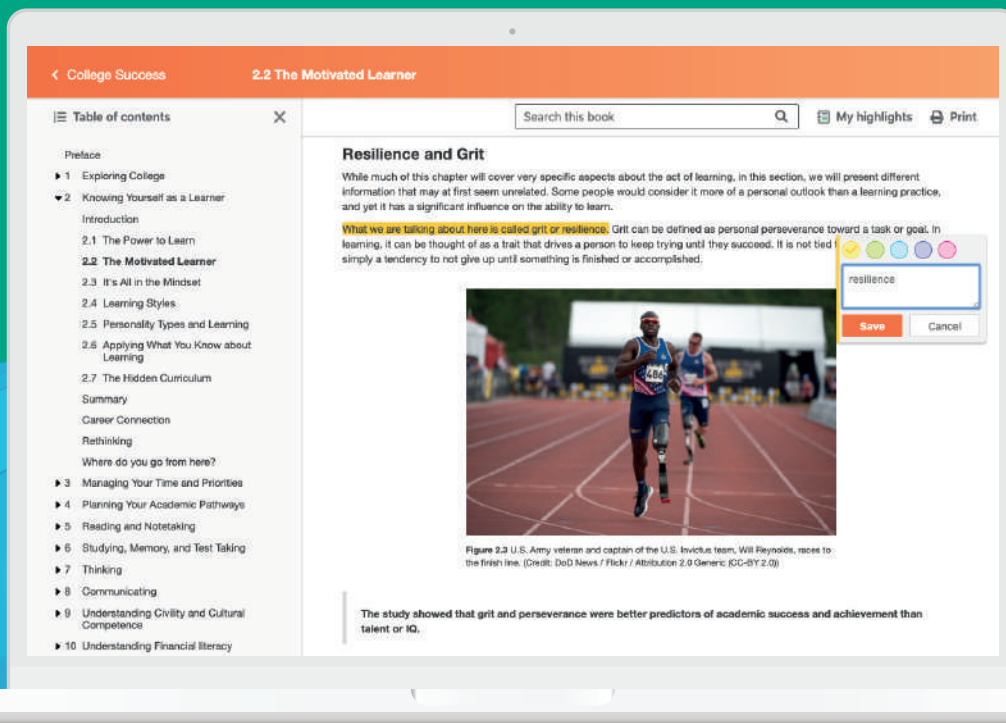 College Success
2.2 The Motivated Learner
Table of contents
Search this book
My highlights
Print
Preface
1 Exploring College
2 Knowing Yourself as a Learner
Introduction
2.1 The Power to Learn
2.2 The Motivated Learner
2.3 It's All in the Mindset
2.4 Learning Styles
2.5 Personality Types and Learning
2.6 Applying What You Know about
Learning
2.7 The Hidden Curriculum
Summary
Career Connection
Rethinking
Where do you go from here?
3 Managing Your Time and Priorities
4 Planning Your Academic Pathways
5 Reading and Notetaking
6 Studying, Memory, and Test Taking
7 Thinking
8 Communicating
9 Understanding Civility and Cultural
Competence
10 Understanding Financial literacy
Resilience and Grit
While much of this chapter will cover very specific aspects about the act of learning, in this section, we will present different
information that may at first seem unrelated. Some people would consider it more of a personal outlook than a learning practice,
and yet it has a significant influence on the ability to learn.
What we are talking about here is called grit or resilience. Grit can be defined as personal perseverance toward a task or goal. In
learning, it can be thought of as a trait that drives a person to keep trying until they succeed. It is not tied
simply a tendency to not give up until something is finished or accomplished.
resilience
Save
Cancel
486
Figure 2.3 U.S. Army veteran and captain of the U.S. Invictus team, Will Reynolds, races to
the finish line. (Credit: DoD News / Flickr / Attribution 2.0 Generic (CC-BY 2.0))
The study showed that grit and perseverance were better predictors of academic success and achievement than
talent or IQ.